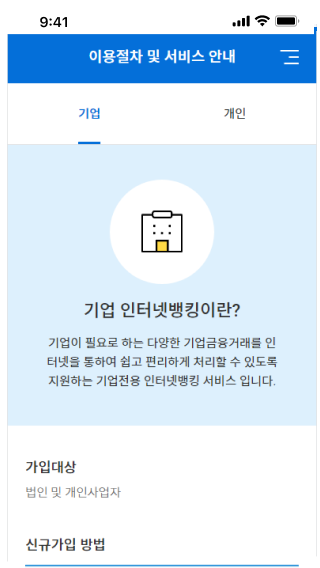 9:41
이용절차 및 서비스 안내
기업 개인
기업 인터넷뱅킹이란?
기업이 필요로 하는 다양한 기업금융거래를 인
터넷을 통하여 쉽고 편리하게 처리할 수 있도록
지원하는 기업전용 인터넷뱅킹 서비스 입니다.
가입대상
법인 및 개인사업자
신규가입 방법